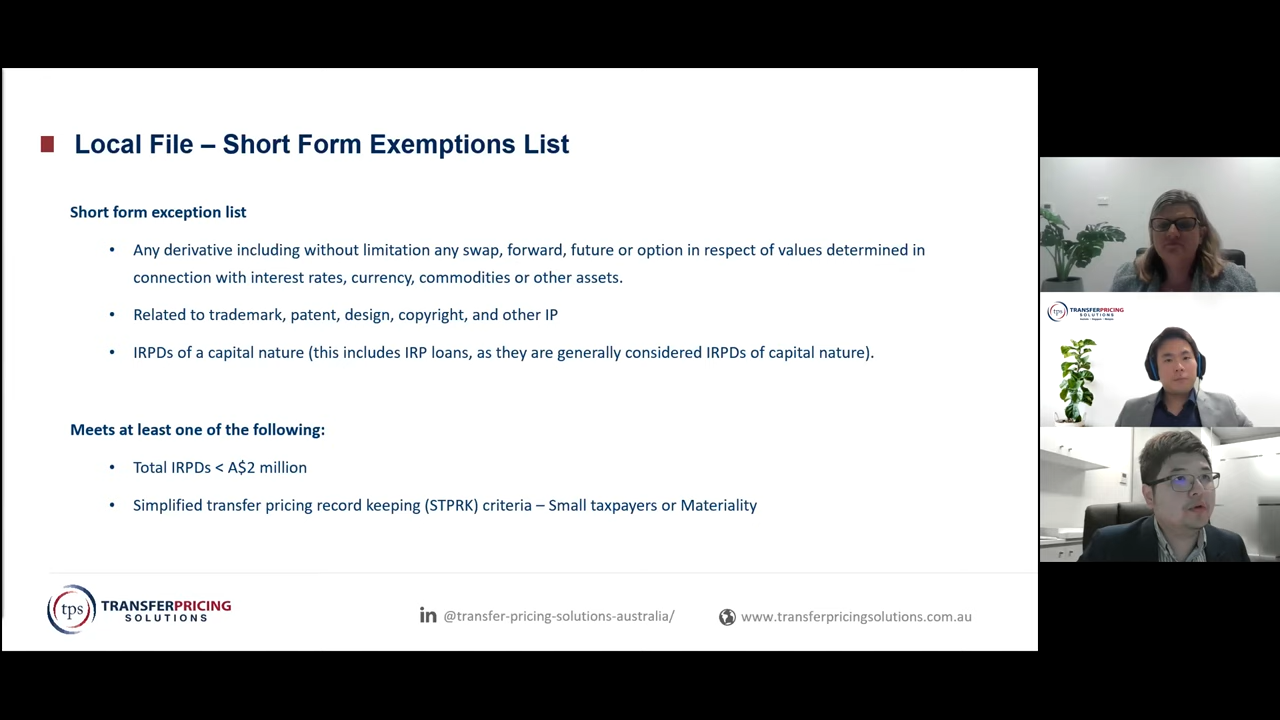 Local File – Short Form Exemptions List
Short form exception list
• Any derivative including without limitation any swap, forward, future or option in respect of values determined in
connection with interest rates, currency, commodities or other assets.
• Related to trademark, patent, design, copyright, and other IP
• IRPDs of a capital nature (this includes IRP loans, as they are generally considered IRPDs of capital nature).
Meets at least one of the following:
• Total IRPDs < A$2 million
• Simplified transfer pricing record keeping (STPRK) criteria – Small taxpayers or Materiality
tps TRANSFERPRICING
SOLUTIONS
in @transfer-pricing-solutions-australia/
www.transferpricingsolutions.com.au
tps TRANSFERPRICING
SOLUTIONS